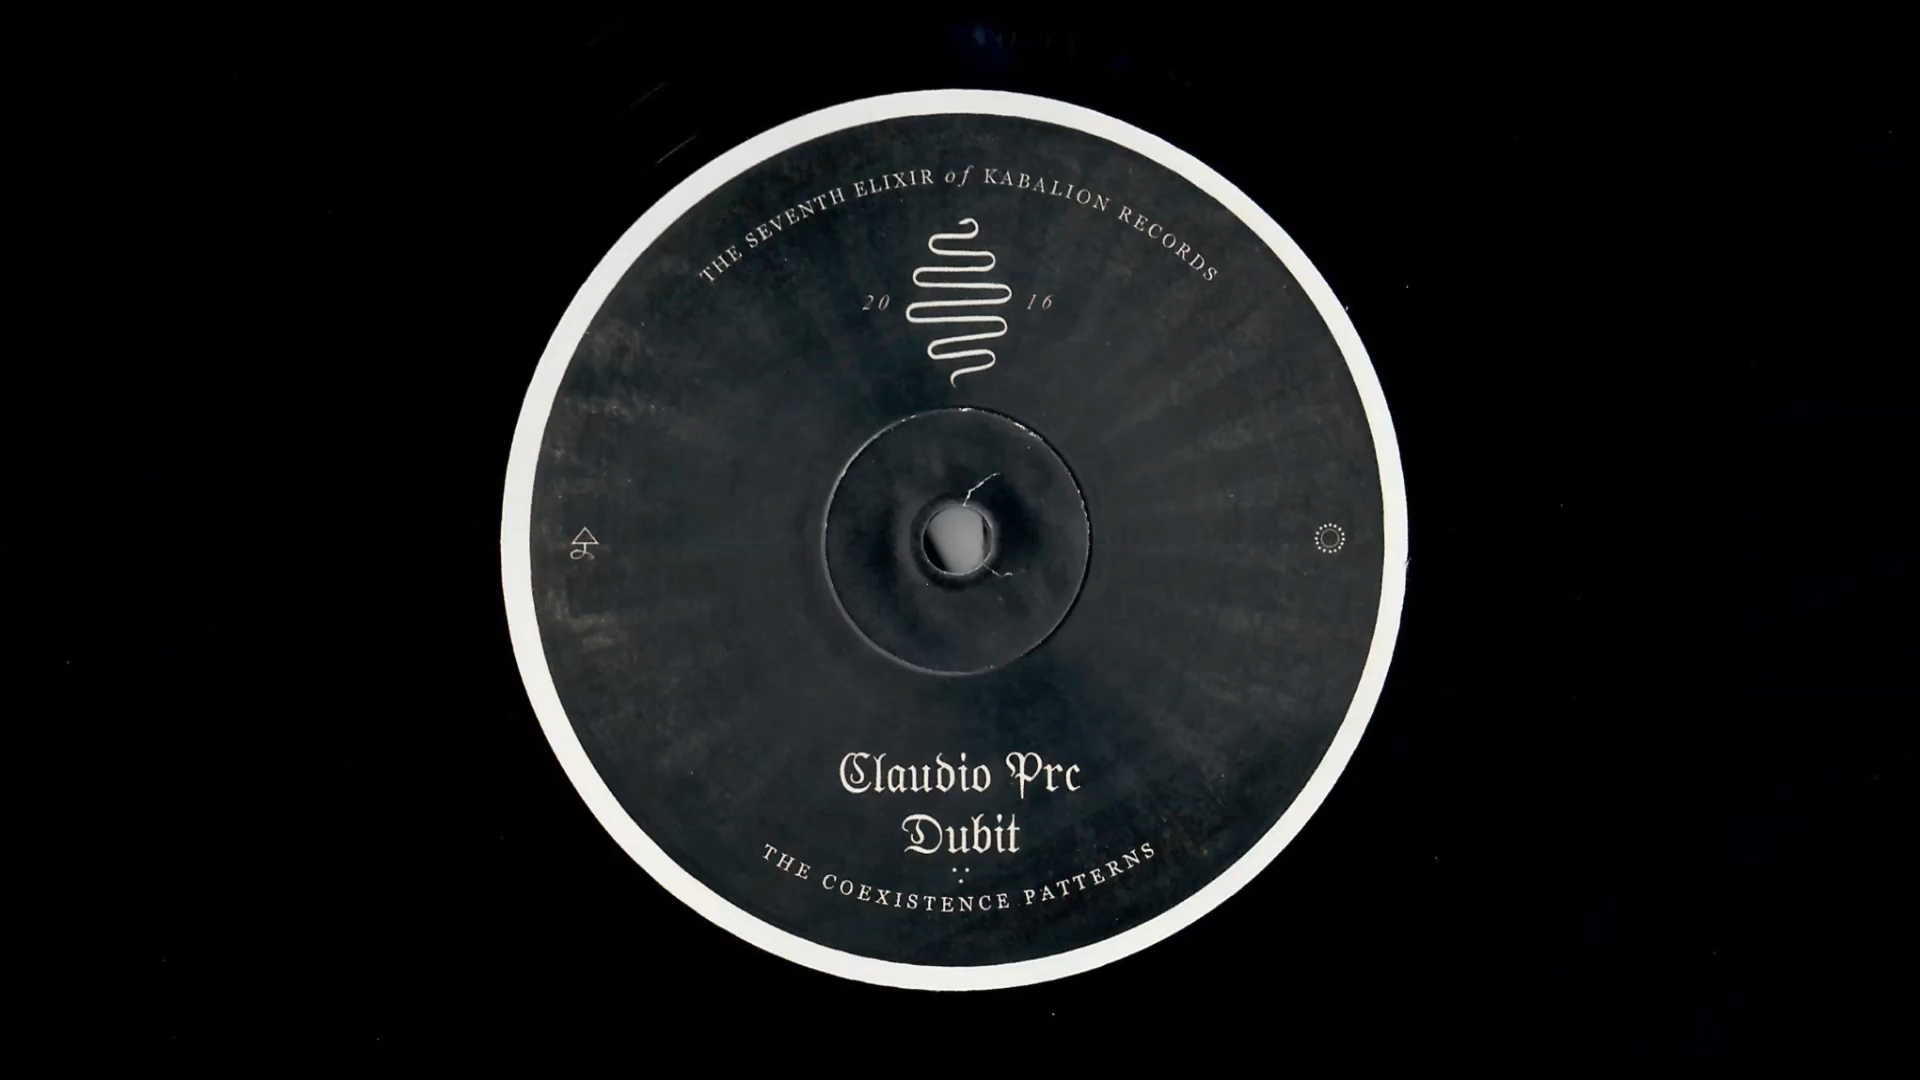 THE SEVENTH ELIXIR of KABALION RECORDS
20 16
Claudio Prc
Dubit
THE COEXISTENCE PATTERNS